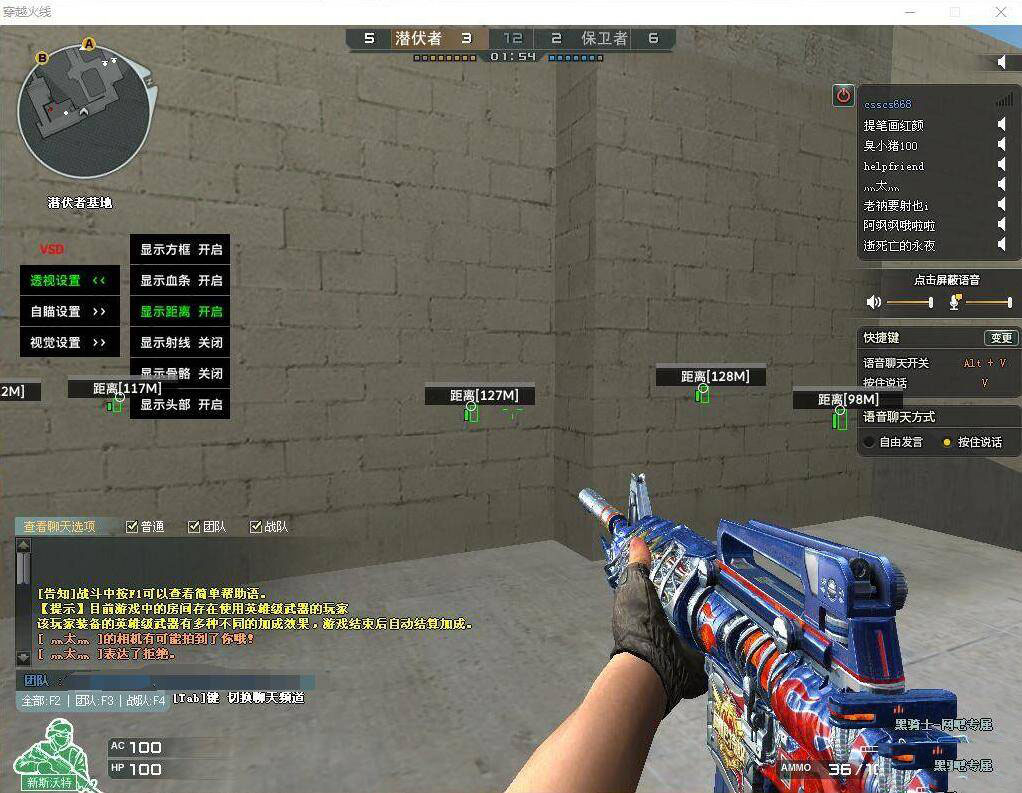 穿越火线
5 潜伏者 3 12 2 保卫者 6
01:54
A
B
潜伏者基地
csscs668
提笔画红颜
臭小猪100
helpfriend
灬大灬
老衲要射也i
阿飒飒哦啦啦
逝死亡的永夜
点击屏蔽语音
快捷键 变更
语音聊天开关 Alt + V
按住说话 V
语音聊天方式
自由发言 按住说话
VSD
透视设置 <<
自瞄设置 >>
视觉设置 >>
显示方框 开启
显示血条 开启
显示距离 开启
显示射线 关闭
显示骨骼 关闭
显示头部 开启
2M]
距离[117M]
距离[127M]
距离[128M]
距离[98M]
查看聊天选项 普通 团队 战队
[告知]战斗中按F1可以查看简单帮助语。
【提示】目前游戏中的房间存在使用英雄级武器的玩家
该玩家装备的英雄级武器有多种不同的加成效果，游戏结束后自动结算加成。
[ 灬大灬 ]的相机有可能拍到了你哦!
[ 灬大灬 ]表达了拒绝。
团队 :
全部:F2 | 团队:F3 | 战队:F4 [Tab]键 切换聊天频道
AC 100
HP 100
新斯沃特
黑骑士-网吧专属
AMMO 36/